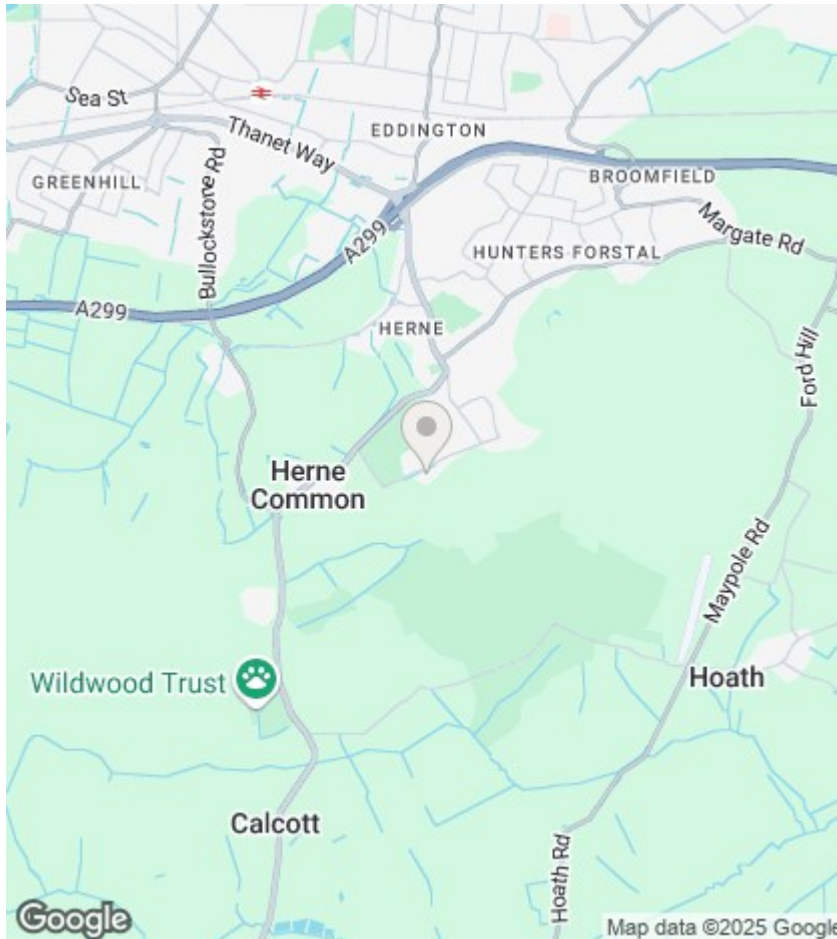 Sea St
Thanet Way
EDDINGTON
GREENHILL
BROOMFIELD
Bullockstone Rd
A299
Margate Rd
HUNTERS FORSTAL
A299
HERNE
Ford Hill
Herne
Common
Maypole Rd
Wildwood Trust
Hoath
Calcott
Hoath Rd
Google
Map data ©2025 Google